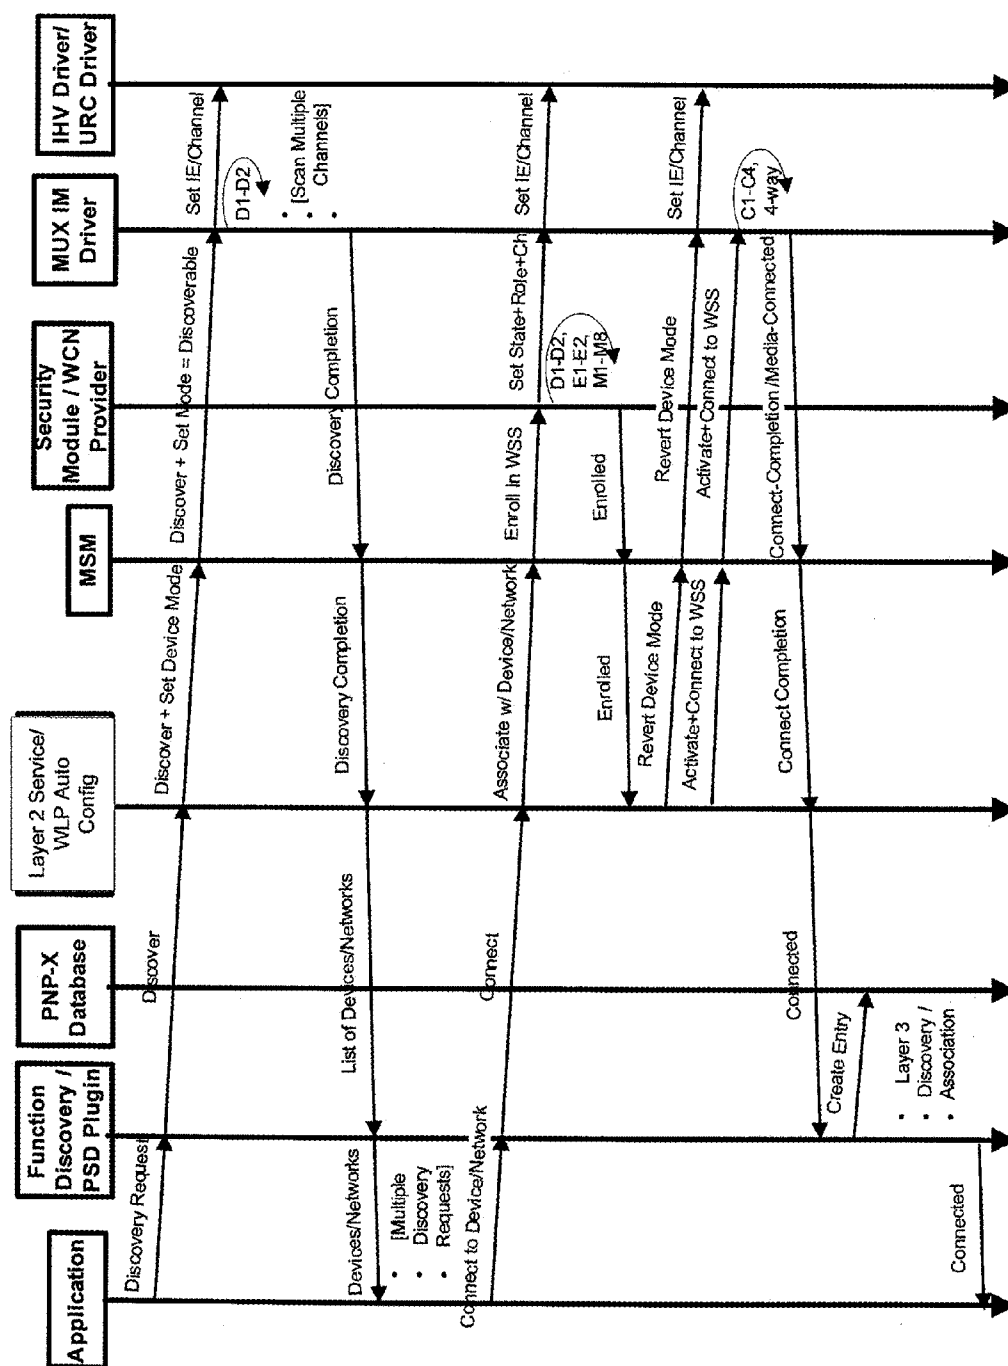 Application
Function
Discovery /
PSD Plugin
PNP-X
Database
Layer 2 Service/
WLP Auto
Config
MSM
Security
Module / WCN
Provider
MUX IM
Driver
IHV Driver/
URC Driver
Discovery Request
Discover
Discover + Set Device Mode
Discover + Set Mode = Discoverable
Set IE/Channel
D1-D2
[Scan Multiple
Channels]
Discovery Completion
Discovery Completion
List of Devices/Networks
Devices/Networks
[Multiple
Discovery
Requests]
Connect to Device/Network
Connect
Associate w/ Device/Network
Enroll in WSS
Set State+Role+Ch
Set IE/Channel
D1-D2,
E1-E2,
M1-M8
Enrolled
Enrolled
Revert Device Mode
Revert Device Mode
Set IE/Channel
Activate+Connect to WSS
Activate+Connect to WSS
C1-C4,
4-way
Connect-Completion /Media-Connected
Connect Completion
Connected
Create Entry
Layer 3
Discovery /
Association
Connected